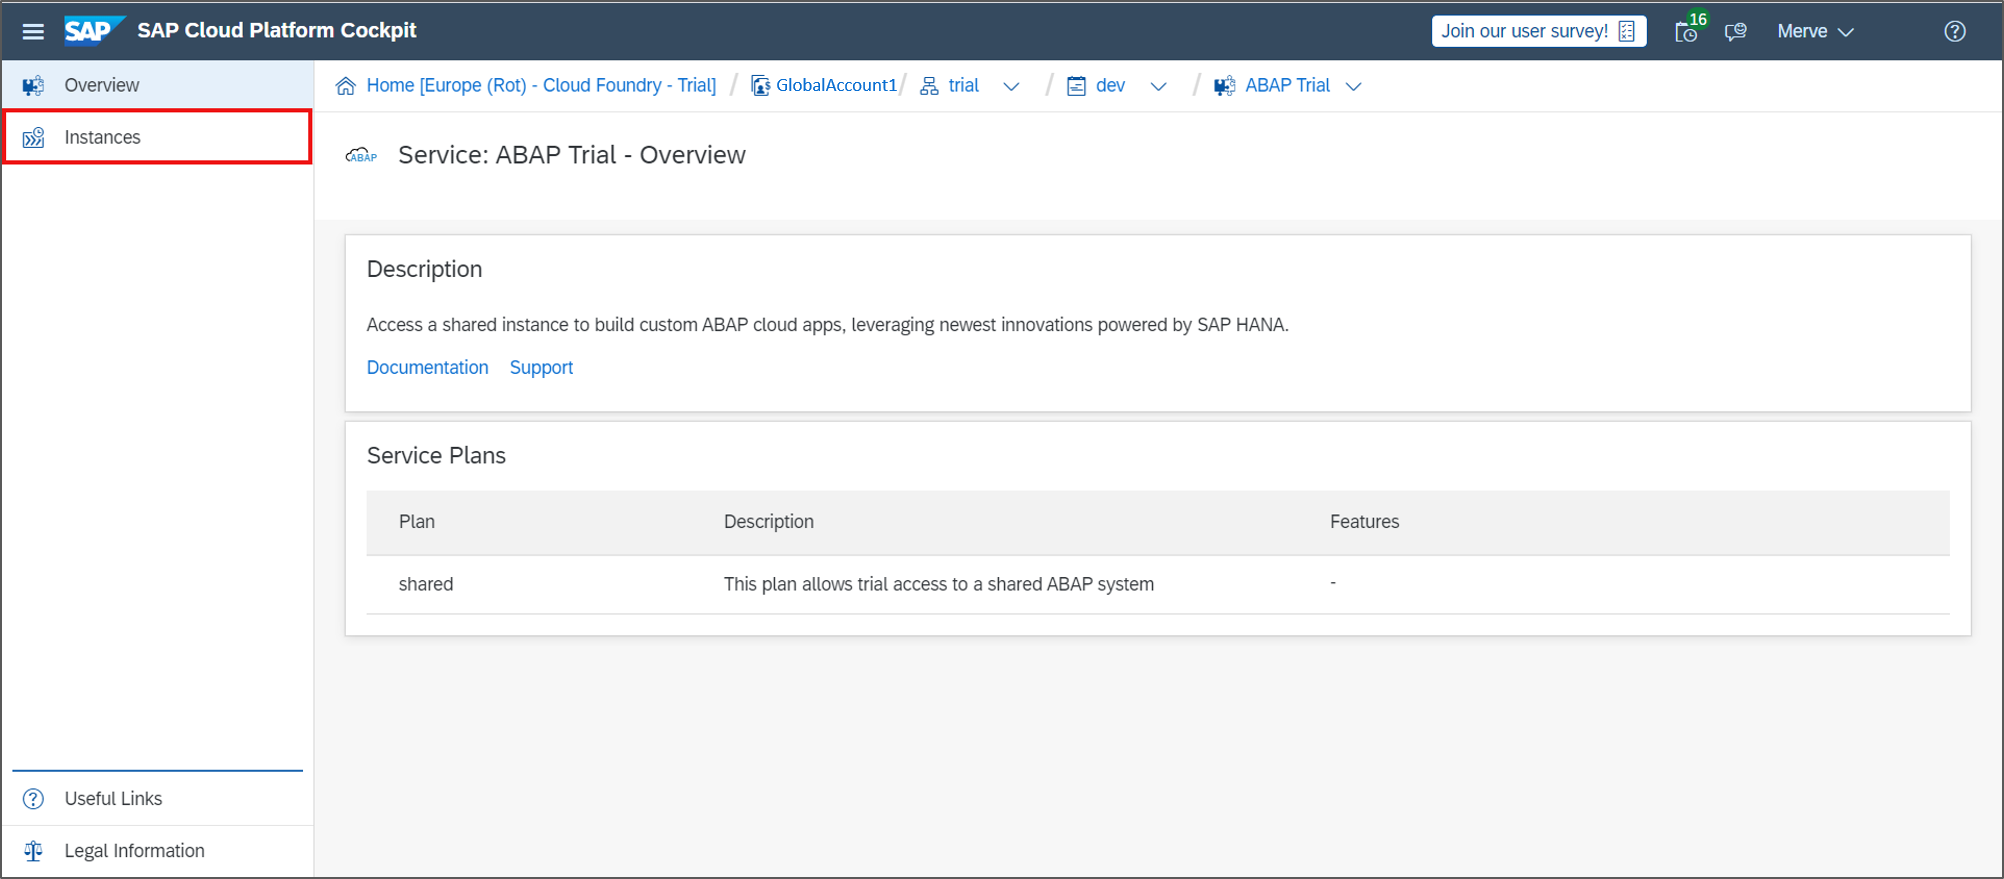 SAP SAP Cloud Platform Cockpit Join our user survey! 16 Merve
Overview
Instances
Home [Europe (Rot) - Cloud Foundry - Trial] / GlobalAccount1 / trial / dev / ABAP Trial
ABAP Service: ABAP Trial - Overview
Description
Access a shared instance to build custom ABAP cloud apps, leveraging newest innovations powered by SAP HANA.
Documentation Support
Service Plans
Plan Description Features
shared This plan allows trial access to a shared ABAP system -
Useful Links
Legal Information